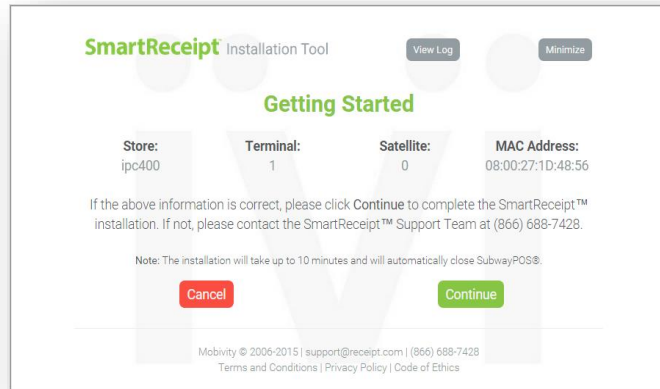 SmartReceipt Installation Tool View Log Minimize
Getting Started
Store: Terminal: Satellite: MAC Address:
ipc400 1 0 08:00:27:1D:48:56
If the above information is correct, please click Continue to complete the SmartReceipt™
installation. If not, please contact the SmartReceipt™ Support Team at (866) 688-7428.
Note: The installation will take up to 10 minutes and will automatically close SubwayPOS®.
Cancel Continue
Mobivity © 2006-2015 | support@receipt.com | (866) 688-7428
Terms and Conditions | Privacy Policy | Code of Ethics